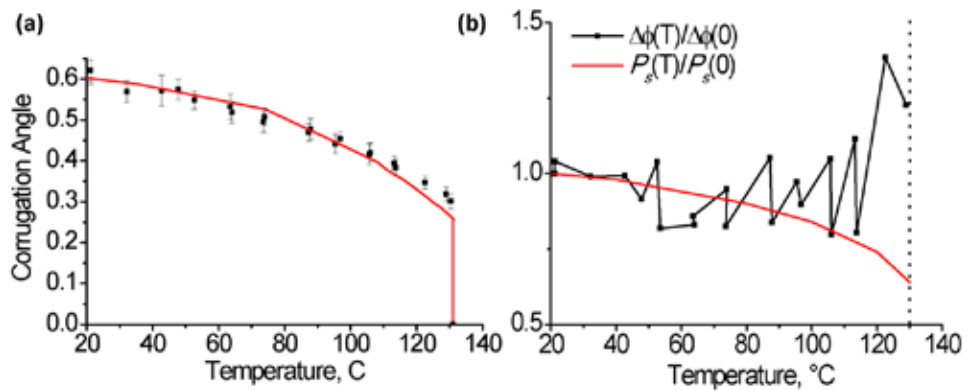 (a)
0.6
0.5
0.4
0.3
0.2
0.1
0.0
Corrugation Angle
20 40 60 80 100 120 140
Temperature, C
(b)
1.0
1.0
0.5
Δϕ(T)/Δϕ(0)
Ps(T)/Ps(0)
20 40 60 80 100 120 140
Temperature, °C